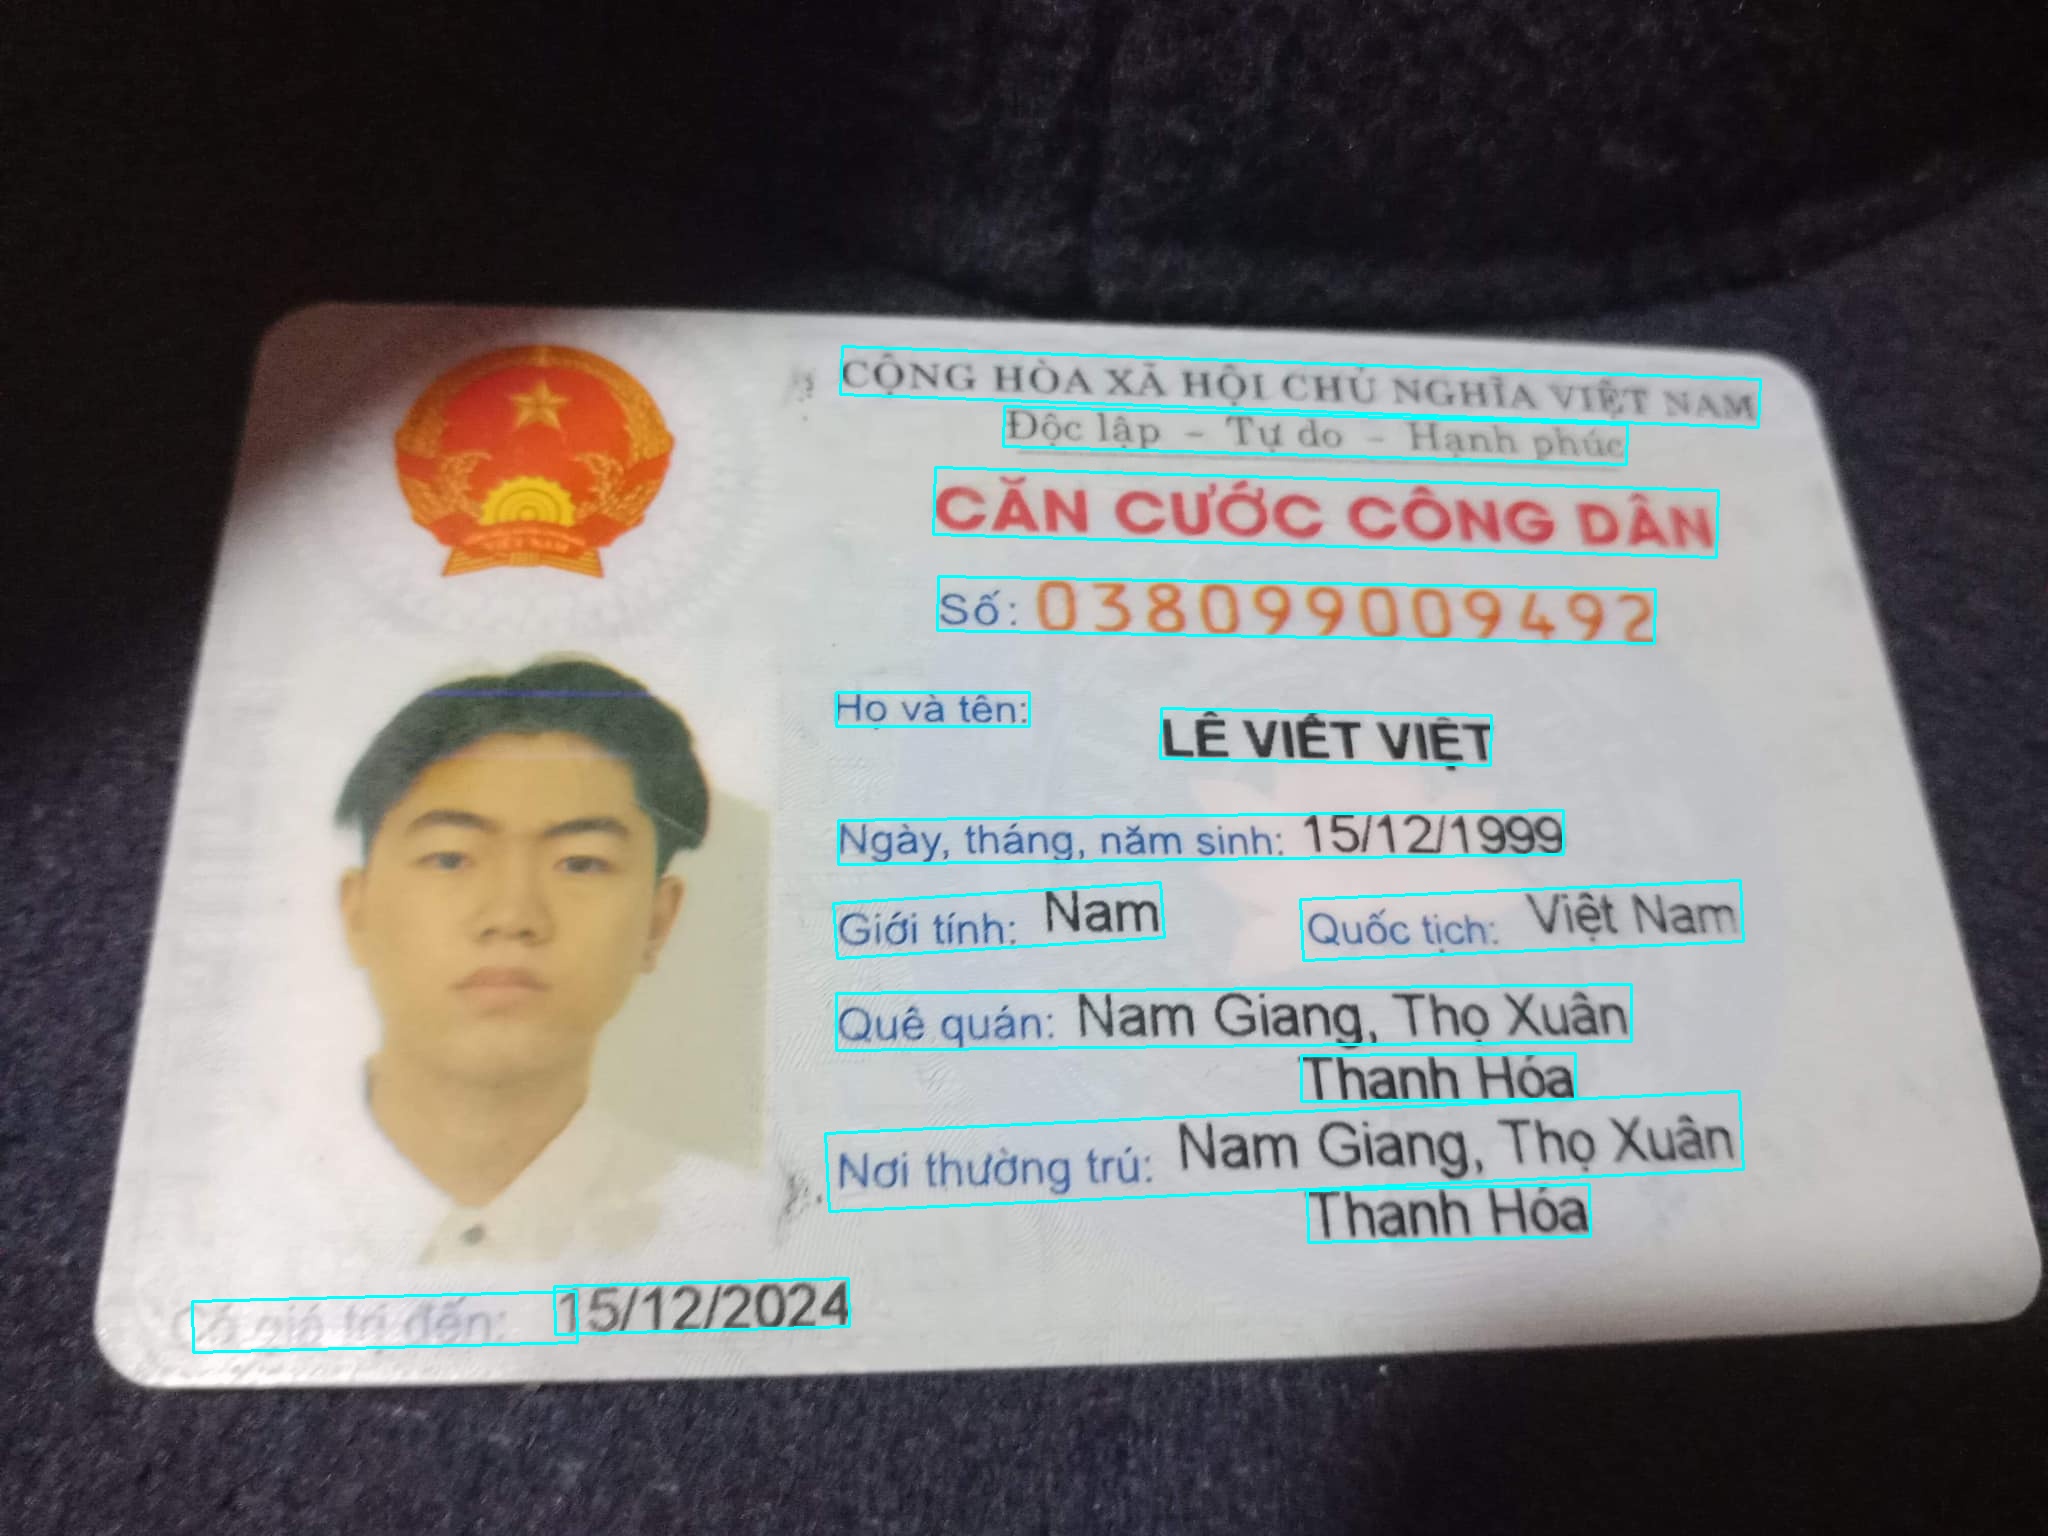 CỘNG HÒA XÃ HỘI CHỦ NGHĨA VIỆT NAM
Độc lập - Tự do - Hạnh phúc
CĂN CƯỚC CÔNG DÂN
Số: 038099009492
Họ và tên: LÊ VIẾT VIỆT
Ngày, tháng, năm sinh: 15/12/1999
Giới tính: Nam Quốc tịch: Việt Nam
Quê quán: Nam Giang, Thọ Xuân
Thanh Hóa
Nơi thường trú: Nam Giang, Thọ Xuân
Thanh Hóa
Có giá trị đến: 15/12/2024